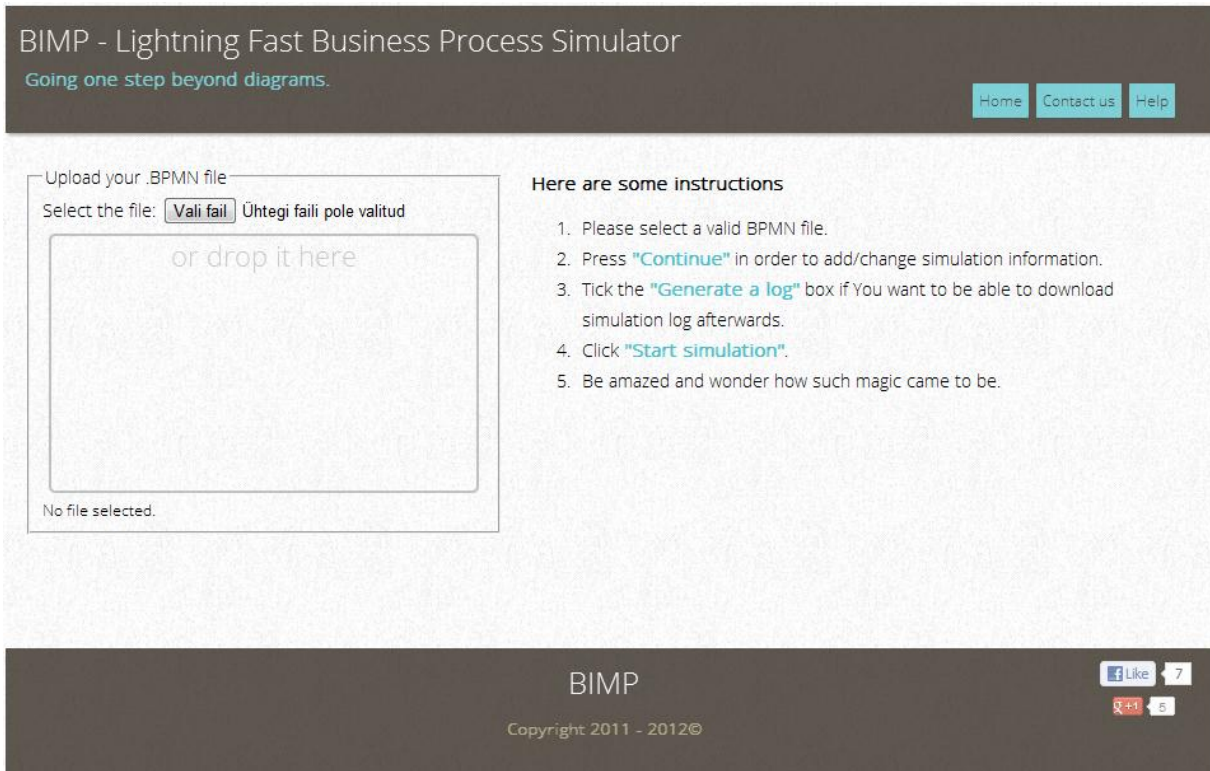 BIMP - Lightning Fast Business Process Simulator
Going one step beyond diagrams.
Home Contact us Help
Upload your .BPMN file
Select the file: Vali fail Ühtegi faili pole valitud
or drop it here
No file selected.
Here are some instructions
1. Please select a valid BPMN file.
2. Press "Continue" in order to add/change simulation information.
3. Tick the "Generate a log" box if You want to be able to download
simulation log afterwards.
4. Click "Start simulation".
5. Be amazed and wonder how such magic came to be.
BIMP
Copyright 2011 - 2012©
f Like 7
g +1 5